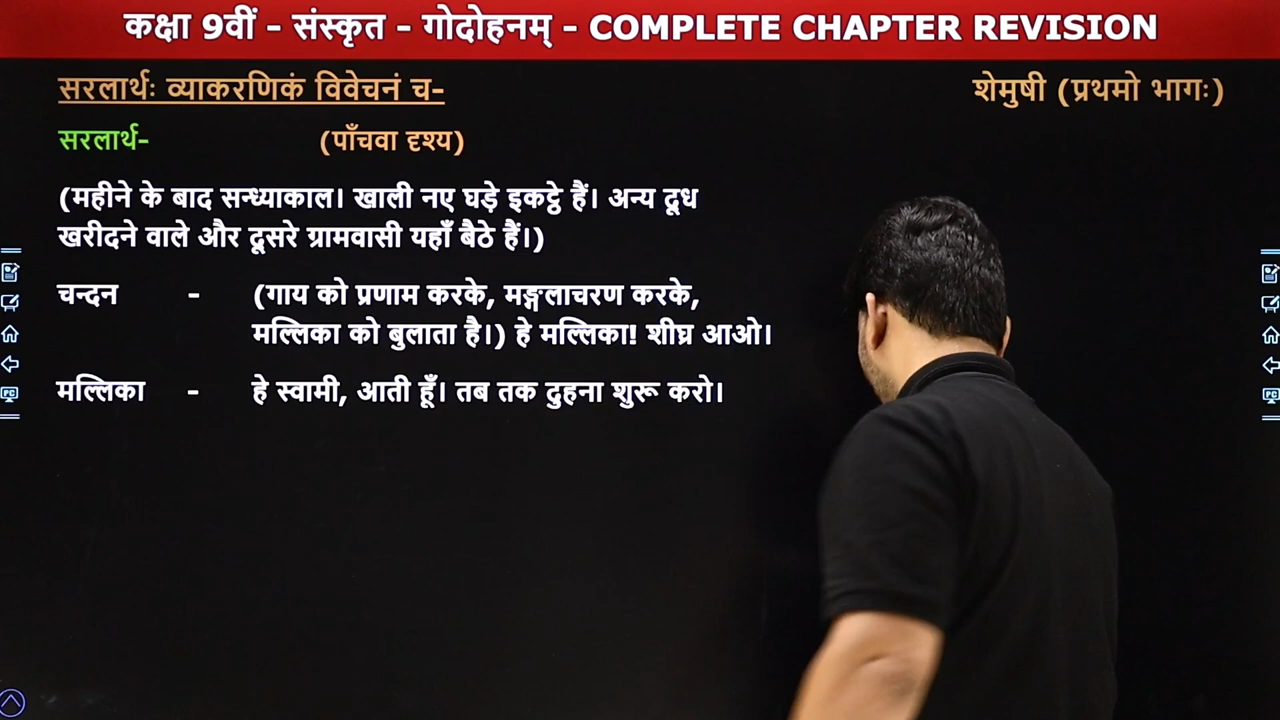 कक्षा 9वीं - संस्कृत - गोदोहनम् - COMPLETE CHAPTER REVISION
सरलार्थः व्याकरणिकं विवेचनं च-
शेमुषी (प्रथमो भागः)
सरलार्थ- (पाँचवा दृश्य)
(महीने के बाद सन्ध्याकाल। खाली नए घड़े इकट्ठे हैं। अन्य दूध
खरीदने वाले और दूसरे ग्रामवासी यहाँ बैठे हैं।)
चन्दन - (गाय को प्रणाम करके, मङ्गलाचरण करके,
मल्लिका को बुलाता है।) हे मल्लिका! शीघ्र आओ।
मल्लिका - हे स्वामी, आती हूँ। तब तक दुहना शुरू करो।
PC
PC